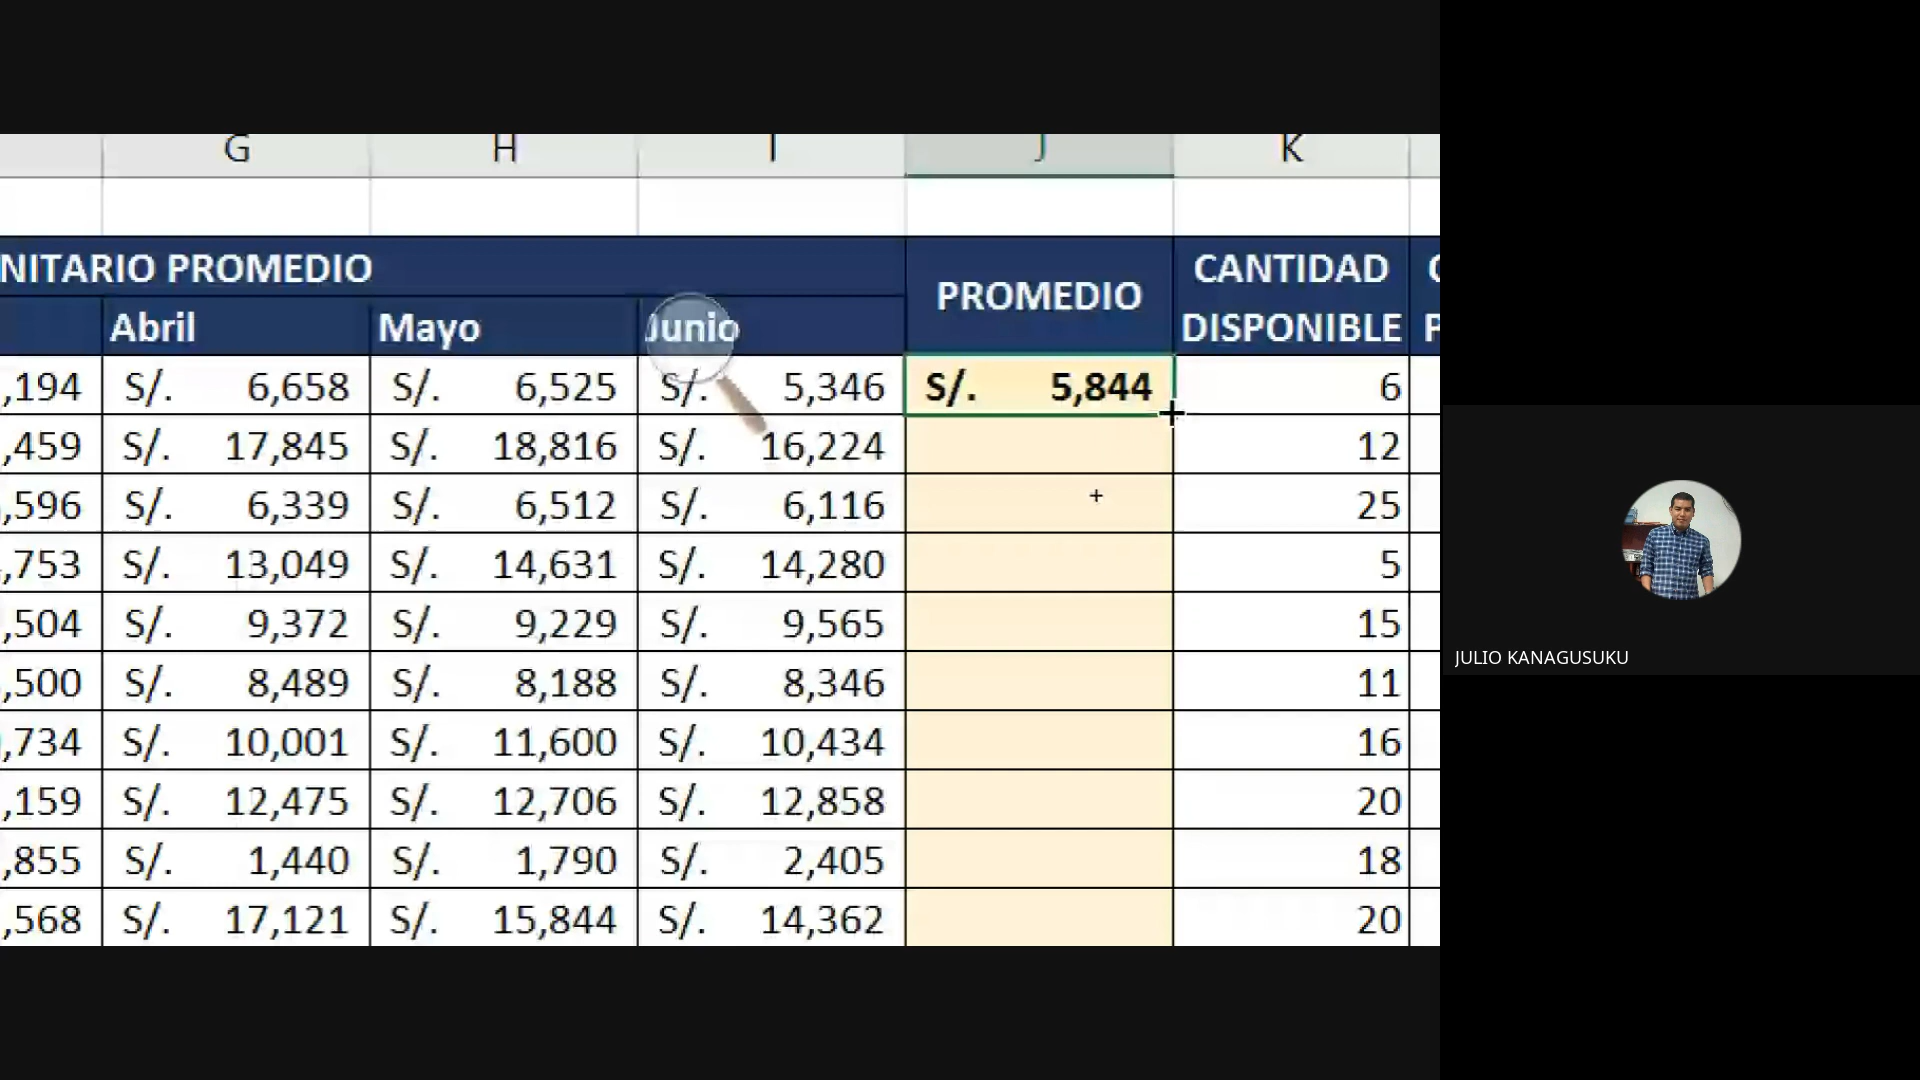 G H I J K
NITARIO PROMEDIO PROMEDIO CANTIDAD
Abril Mayo Junio DISPONIBLE
,194 S/. 6,658 S/. 6,525 S/. 5,346 S/. 5,844 6
,459 S/. 17,845 S/. 18,816 S/. 16,224 12
,596 S/. 6,339 S/. 6,512 S/. 6,116 25
,753 S/. 13,049 S/. 14,631 S/. 14,280 5
,504 S/. 9,372 S/. 9,229 S/. 9,565 15
,500 S/. 8,489 S/. 8,188 S/. 8,346 11
,734 S/. 10,001 S/. 11,600 S/. 10,434 16
,159 S/. 12,475 S/. 12,706 S/. 12,858 20
,855 S/. 1,440 S/. 1,790 S/. 2,405 18
,568 S/. 17,121 S/. 15,844 S/. 14,362 20
JULIO KANAGUSUKU